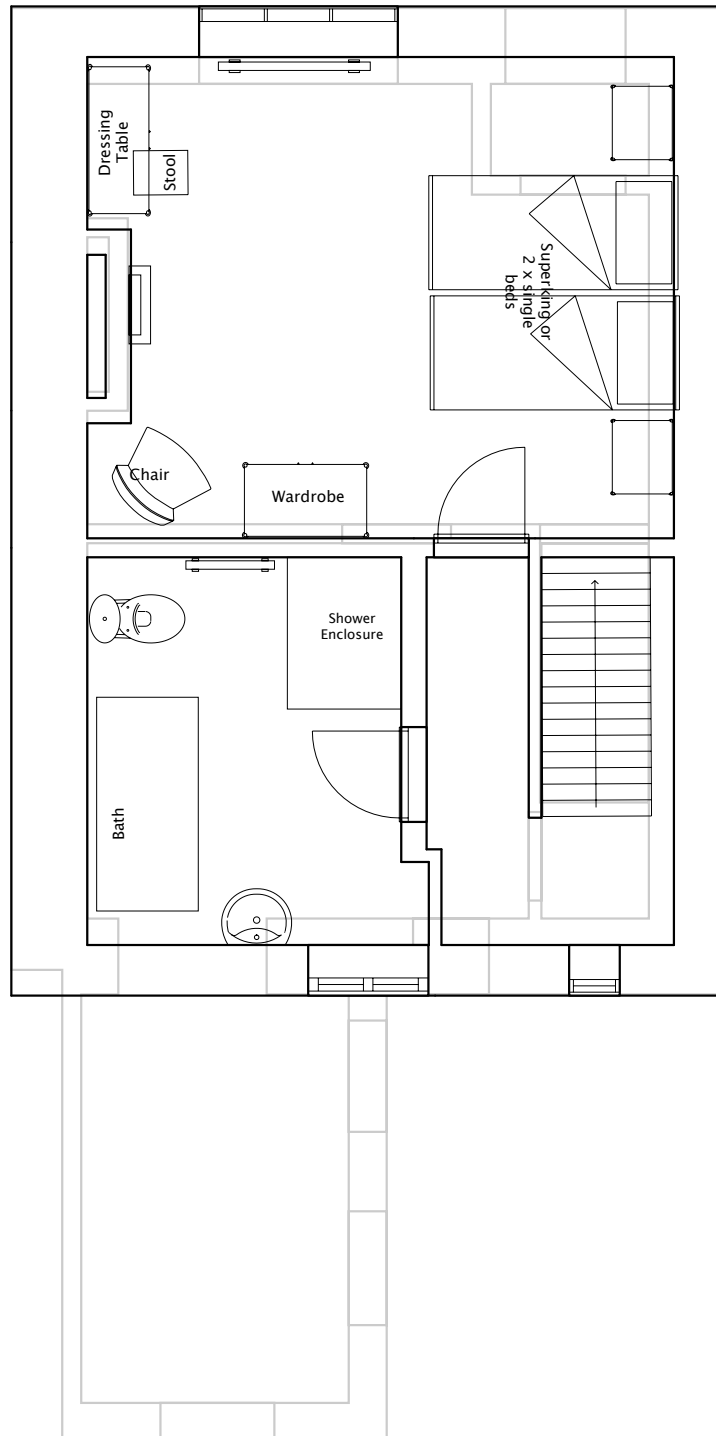 Dressing
Table
Stool
Superking or
2 x single
beds
Chair
Wardrobe
Shower
Enclosure
Bath